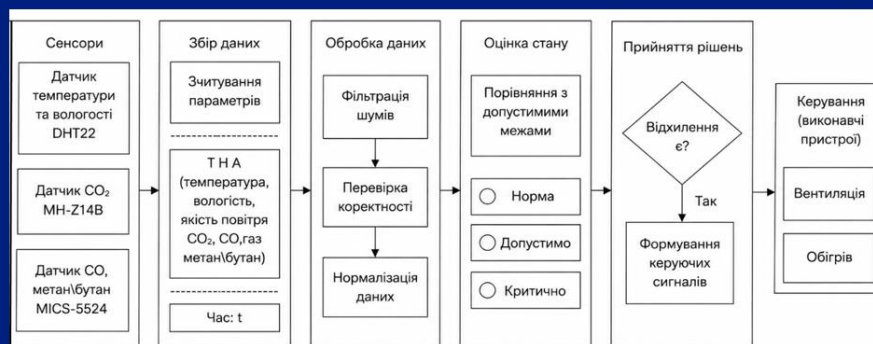 Сенсори
Датчик
температури
та вологості
DHT22
Датчик CO₂
MH-Z14B
Датчик CO,
метан\бутан
MICS-5524
Збір даних
Зчитування
параметрів
T H A
(температура,
вологість,
якість повітря
CO₂, CO,газ
метан\бутан)
Час: t
Обробка даних
Фільтрація
шумів
Перевірка
коректності
Нормалізація
даних
Оцінка стану
Порівняння з
допустимими
межами
Норма
Допустимо
Критично
Прийняття рішень
Відхилення
є?
Так
Формування
керуючих
сигналів
Керування
(виконавчі
пристрої)
Вентиляція
Обігрів